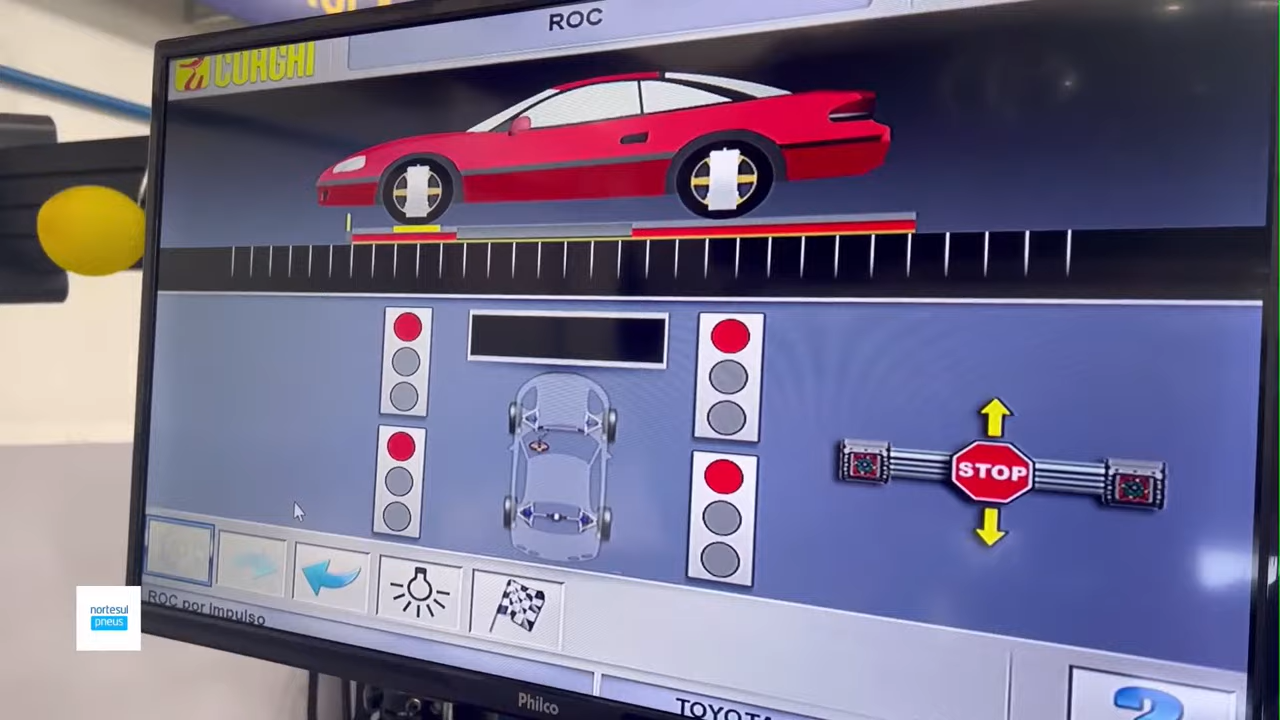 ROC
CORGHI
STOP
ROC por impulso
nortesul
pneus
Philco
TOYOTA